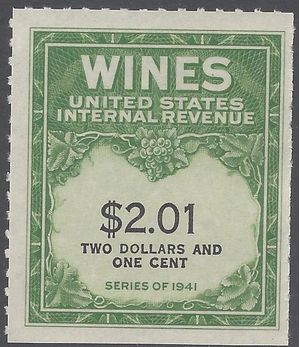 WINES
UNITED STATES
INTERNAL REVENUE
$2.01
TWO DOLLARS AND
ONE CENT
SERIES OF 1941